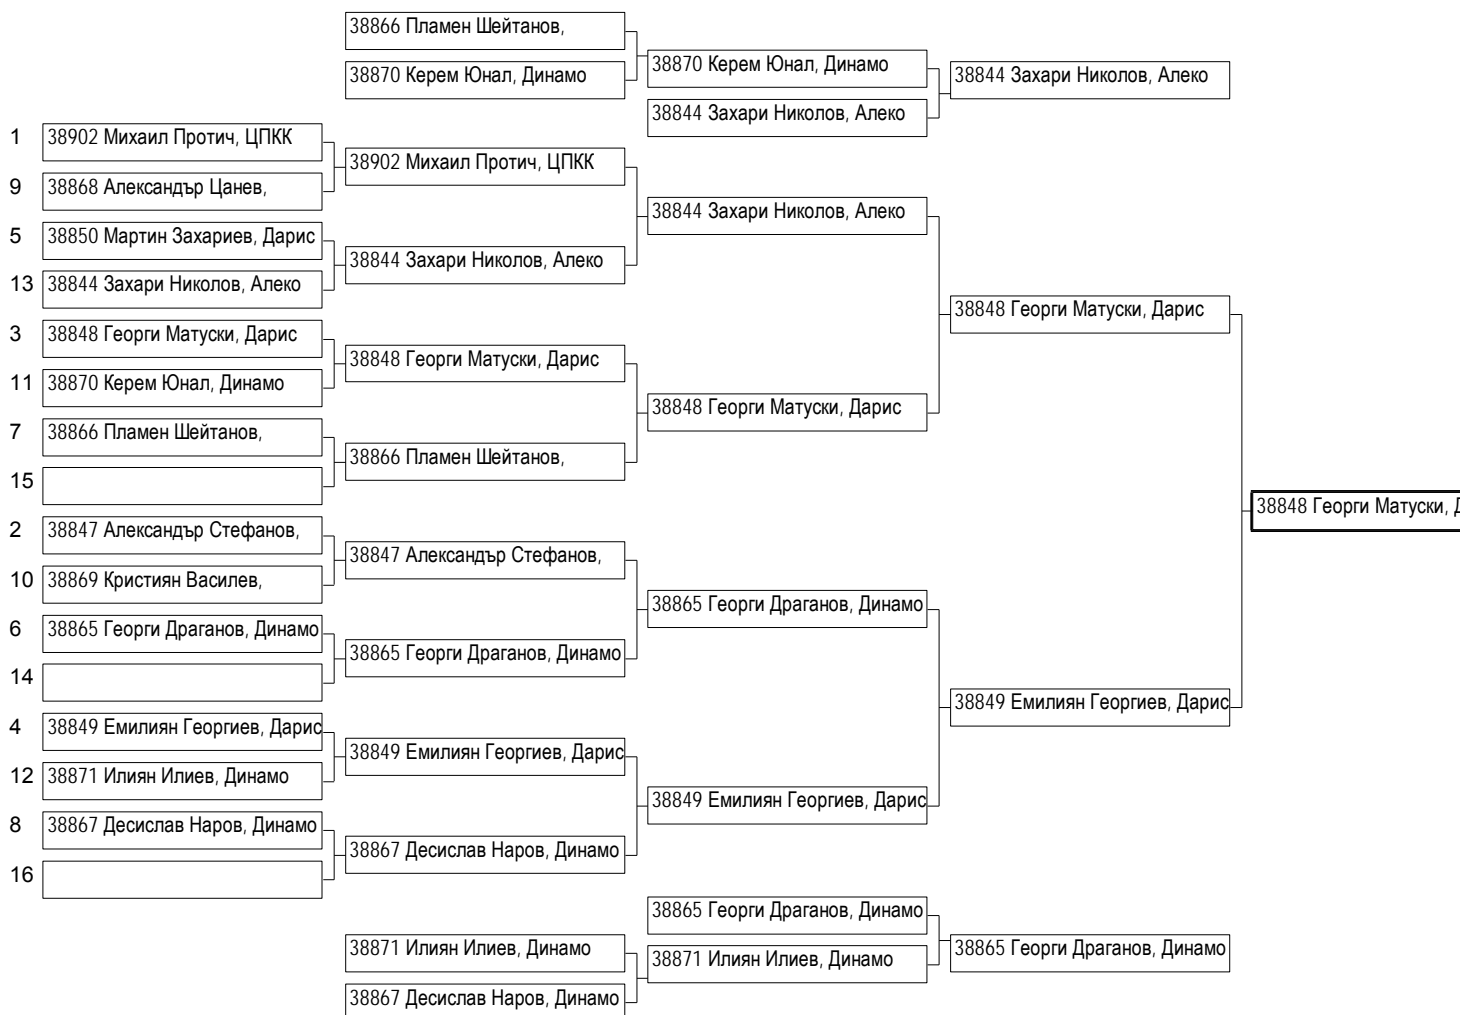 38866 Пламен Шейтанов,
38870 Керем Юнал, Динамо
38870 Керем Юнал, Динамо
38844 Захари Николов, Алеко
38844 Захари Николов, Алеко
1 38902 Михаил Протич, ЦПКК
9 38868 Александър Цанев,
5 38850 Мартин Захариев, Дарис
13 38844 Захари Николов, Алеко
3 38848 Георги Матуски, Дарис
11 38870 Керем Юнал, Динамо
7 38866 Пламен Шейтанов,
15
2 38847 Александър Стефанов,
10 38869 Кристиян Василев,
6 38865 Георги Драганов, Динамо
14
4 38849 Емилиян Георгиев, Дарис
12 38871 Илиян Илиев, Динамо
8 38867 Десислав Наров, Динамо
16
38902 Михаил Протич, ЦПКК
38844 Захари Николов, Алеко
38848 Георги Матуски, Дарис
38866 Пламен Шейтанов,
38847 Александър Стефанов,
38865 Георги Драганов, Динамо
38849 Емилиян Георгиев, Дарис
38867 Десислав Наров, Динамо
38844 Захари Николов, Алеко
38848 Георги Матуски, Дарис
38865 Георги Драганов, Динамо
38849 Емилиян Георгиев, Дарис
38848 Георги Матуски, Дарис
38849 Емилиян Георгиев, Дарис
38848 Георги Матуски,
38871 Илиян Илиев, Динамо
38867 Десислав Наров, Динамо
38865 Георги Драганов, Динамо
38871 Илиян Илиев, Динамо
38865 Георги Драганов, Динамо